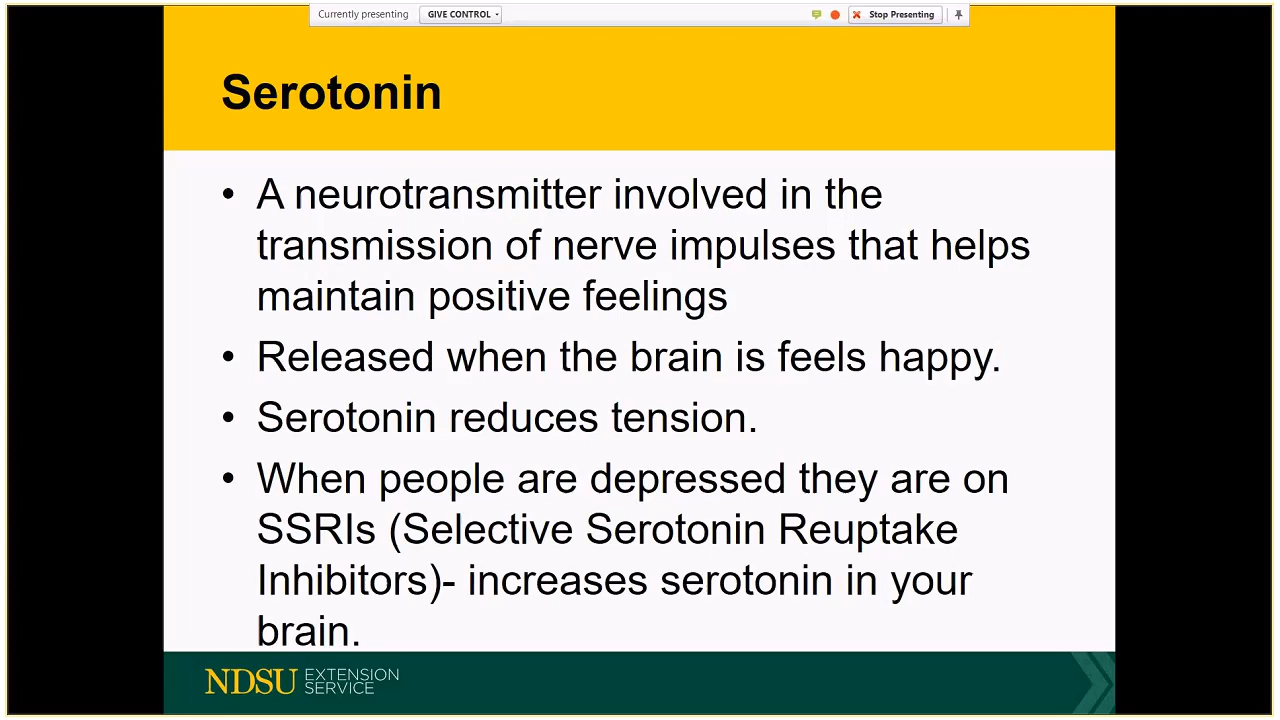 Currently presenting GIVE CONTROL Stop Presenting
Serotonin
• A neurotransmitter involved in the
transmission of nerve impulses that helps
maintain positive feelings
• Released when the brain is feels happy.
• Serotonin reduces tension.
• When people are depressed they are on
SSRIs (Selective Serotonin Reuptake
Inhibitors)- increases serotonin in your
brain.
NDSU EXTENSION
SERVICE